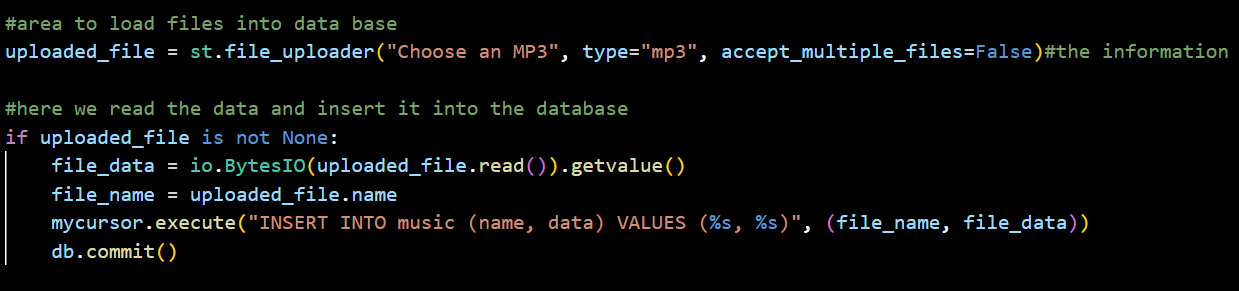 #area to load files into data base
uploaded_file = st.file_uploader("Choose an MP3", type="mp3", accept_multiple_files=False)#the information
#here we read the data and insert it into the database
if uploaded_file is not None:
    file_data = io.BytesIO(uploaded_file.read()).getvalue()
    file_name = uploaded_file.name
    mycursor.execute("INSERT INTO music (name, data) VALUES (%s, %s)", (file_name, file_data))
    db.commit()